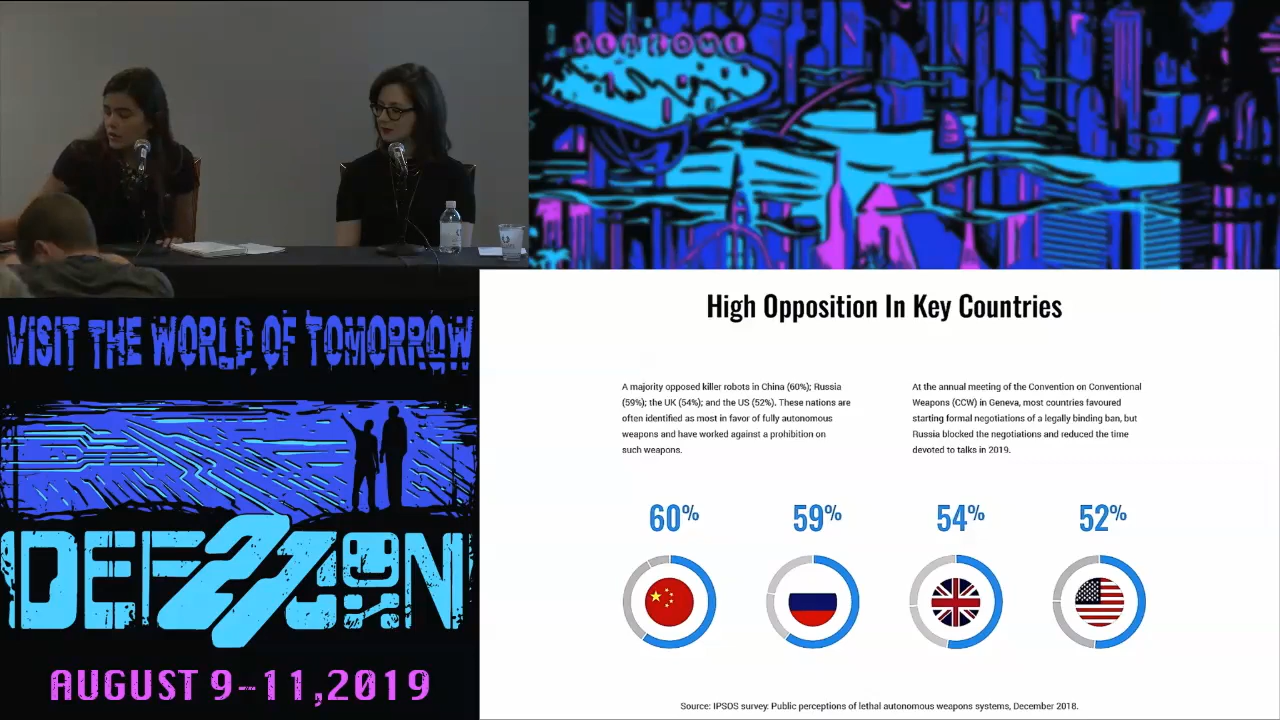 WELCOME
VISIT THE WORLD OF TOMORROW
DEF CON
AUGUST 9-11,2019
High Opposition In Key Countries
A majority opposed killer robots in China (60%); Russia
(59%); the UK (54%); and the US (52%). These nations are
often identified as most in favor of fully autonomous
weapons and have worked against a prohibition on
such weapons.
At the annual meeting of the Convention on Conventional
Weapons (CCW) in Geneva, most countries favoured
starting formal negotiations of a legally binding ban, but
Russia blocked the negotiations and reduced the time
devoted to talks in 2019.
60% 59% 54% 52%
Source: IPSOS survey: Public perceptions of lethal autonomous weapons systems, December 2018.